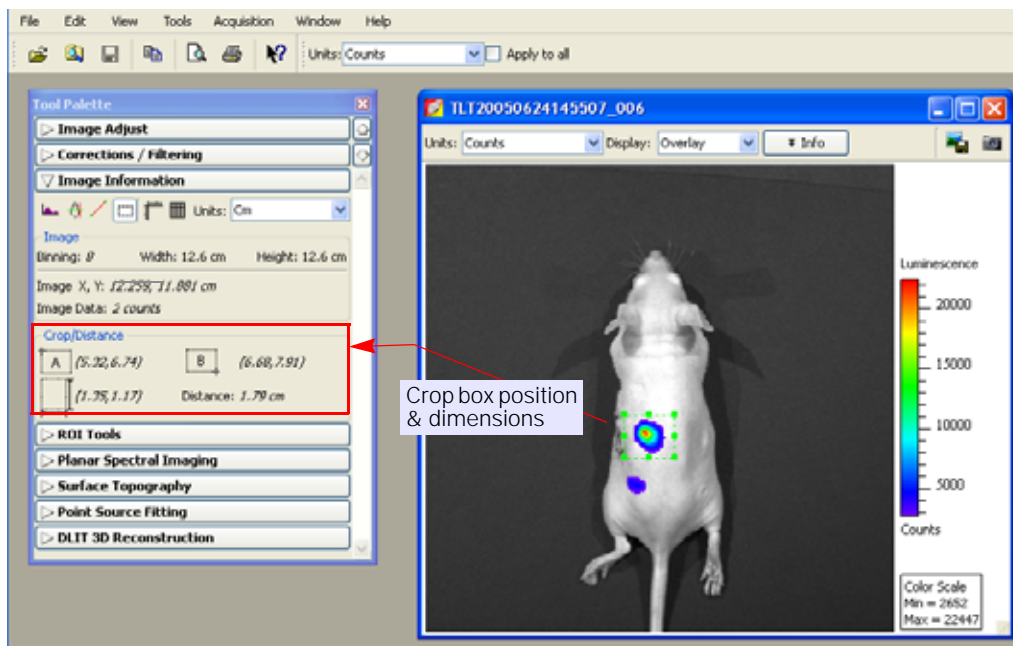 File Edit View Tools Acquisition Window Help
Units: Counts Apply to all
Tool Palette
Image Adjust
Corrections / Filtering
Image Information
Units: Cm
Image
Binning: 8 Width: 12.6 cm Height: 12.6 cm
Image X, Y: 12.259, 11.881 cm
Image Data: 2 counts
Crop/Distance
A (5.32,6.74) B (6.68,7.91)
(1.35,1.17) Distance: 1.79 cm
ROI Tools
Planar Spectral Imaging
Surface Topography
Point Source Fitting
DLIT 3D Reconstruction
Crop box position
& dimensions
TLT20050624145507_006
Units: Counts Display: Overlay Info
Luminescence
20000
15000
10000
5000
Counts
Color Scale
Min = 2652
Max = 22447